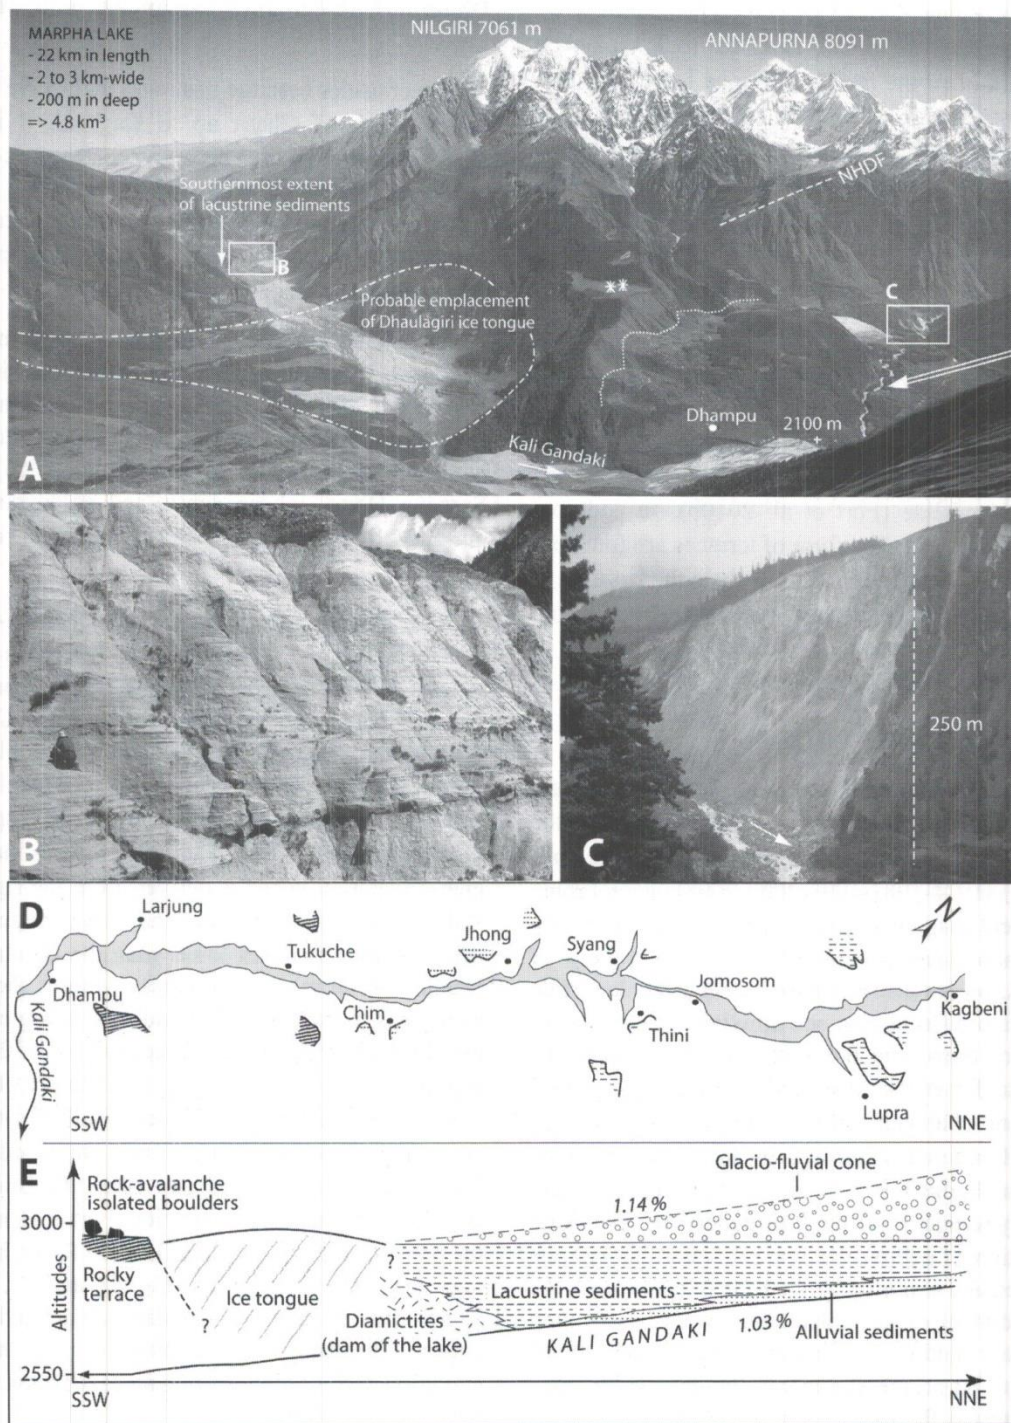 MARPHA LAKE
- 22 km in length
- 2 to 3 km-wide
- 200 m in deep
=> 4.8 km³
NILGIRI 7061 m
ANNAPURNA 8091 m
Southernmost extent
of lacustrine sediments
NHDF
B
**
C
Probable emplacement
of Dhaulagiri ice tongue
Dhampu
2100 m
Kali Gandaki
A
250 m
B
C
D
N
Larjung
Tukuche
Jhong
Syang
Jomosom
Dhampu
Chim
Thini
Kagbeni
Kali Gandaki
Lupra
SSW
NNE
E
Rock-avalanche
isolated boulders
Glacio-fluvial cone
1.14 %
3000
?
Rocky
terrace
Ice tongue
Lacustrine sediments
Altitudes
?
Diamictites
(dam of the lake)
KALI GANDAKI
1.03 %
Alluvial sediments
2550
SSW
NNE